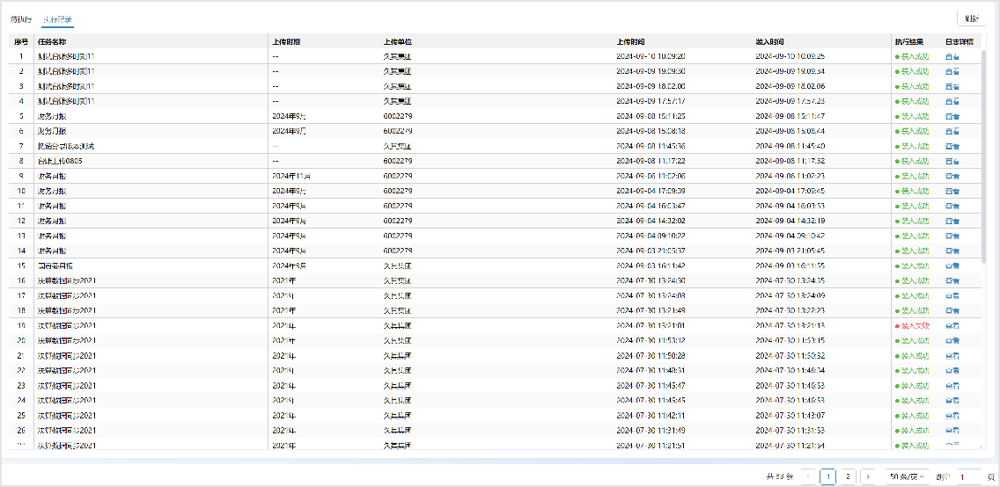 待执行 执行记录 刷新
序号 任务名称 上传时期 上传单位 上传时间 装入时间 执行结果 日志详情
1 测试台账多时期11 -- 久其集团 2024-09-10 10:09:20 2024-09-10 10:09:25 装入成功 查看
2 测试台账多时期11 -- 久其集团 2024-09-09 19:09:30 2024-09-09 19:09:34 装入成功 查看
3 测试台账多时期11 -- 久其集团 2024-09-09 18:02:00 2024-09-09 18:02:06 装入成功 查看
4 测试台账多时期11 -- 久其集团 2024-09-09 17:57:17 2024-09-09 17:57:23 装入成功 查看
5 财务月报 2024年9月 6002279 2024-09-08 15:11:25 2024-09-08 15:11:47 装入成功 查看
6 财务月报 2024年9月 6002279 2024-09-08 15:08:18 2024-09-08 15:08:44 装入成功 查看
7 抵销分录版本测试 -- 久其集团 2024-09-08 11:45:36 2024-09-08 11:45:40 装入成功 查看
8 台账上传0805 -- 6002279 2024-09-08 11:17:22 2024-09-08 11:17:32 装入成功 查看
9 财务月报 2024年11月 6002279 2024-09-06 11:02:06 2024-09-06 11:02:23 装入成功 查看
10 财务月报 2024年9月 6002279 2024-09-04 17:09:39 2024-09-04 17:09:45 装入成功 查看
11 财务月报 2024年9月 6002279 2024-09-04 16:03:47 2024-09-04 16:03:53 装入成功 查看
12 财务月报 2024年9月 6002279 2024-09-04 14:32:02 2024-09-04 14:32:19 装入成功 查看
13 财务月报 2024年9月 6002279 2024-09-04 09:10:22 2024-09-04 09:10:42 装入成功 查看
14 财务月报 2024年9月 6002279 2024-09-03 21:05:37 2024-09-03 21:05:45 装入成功 查看
15 国资委月报 2024年9月 久其集团 2024-09-03 16:11:42 2024-09-03 16:11:55 装入成功 查看
16 决算数据同步2021 2021年 久其集团 2024-07-30 13:24:30 2024-07-30 13:24:35 装入成功 查看
17 决算数据同步2021 2021年 久其集团 2024-07-30 13:24:03 2024-07-30 13:24:09 装入成功 查看
18 决算数据同步2021 2021年 久其集团 2024-07-30 13:21:49 2024-07-30 13:22:23 装入成功 查看
19 决算数据同步2021 2021年 久其集团 2024-07-30 13:21:01 2024-07-30 13:21:13 装入失败 查看
20 决算数据同步2021 2021年 久其集团 2024-07-30 11:53:12 2024-07-30 11:53:15 装入成功 查看
21 决算数据同步2021 2021年 久其集团 2024-07-30 11:50:28 2024-07-30 11:50:32 装入成功 查看
22 决算数据同步2021 2021年 久其集团 2024-07-30 11:48:31 2024-07-30 11:48:34 装入成功 查看
23 决算数据同步2021 2021年 久其集团 2024-07-30 11:45:47 2024-07-30 11:46:53 装入成功 查看
24 决算数据同步2021 2021年 久其集团 2024-07-30 11:45:45 2024-07-30 11:46:53 装入成功 查看
25 决算数据同步2021 2021年 久其集团 2024-07-30 11:42:11 2024-07-30 11:43:07 装入成功 查看
26 决算数据同步2021 2021年 久其集团 2024-07-30 11:31:49 2024-07-30 11:31:53 装入成功 查看
决算数据同步2021 2021年 久其集团 2024-07-30 11:21:51 2024-07-30 11:21:54 装入成功
共 83 条 1 2 50 条/页 跳至 1 页